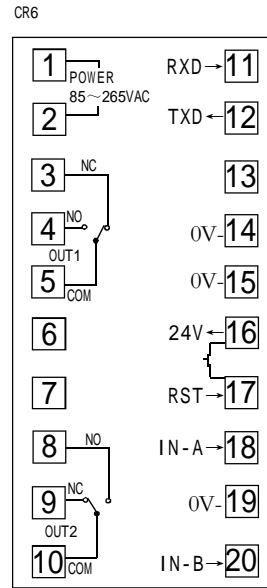 CR6
1 POWER RXD→ 11
85～265VAC
2 TXD← 12
3 NC 13
4 NO 0V- 14
OUT1
5 COM 0V- 15
6 24V← 16
7 RST→ 17
8 NO IN-A→ 18
9 NC 0V- 19
OUT2
10 COM IN-B→ 20